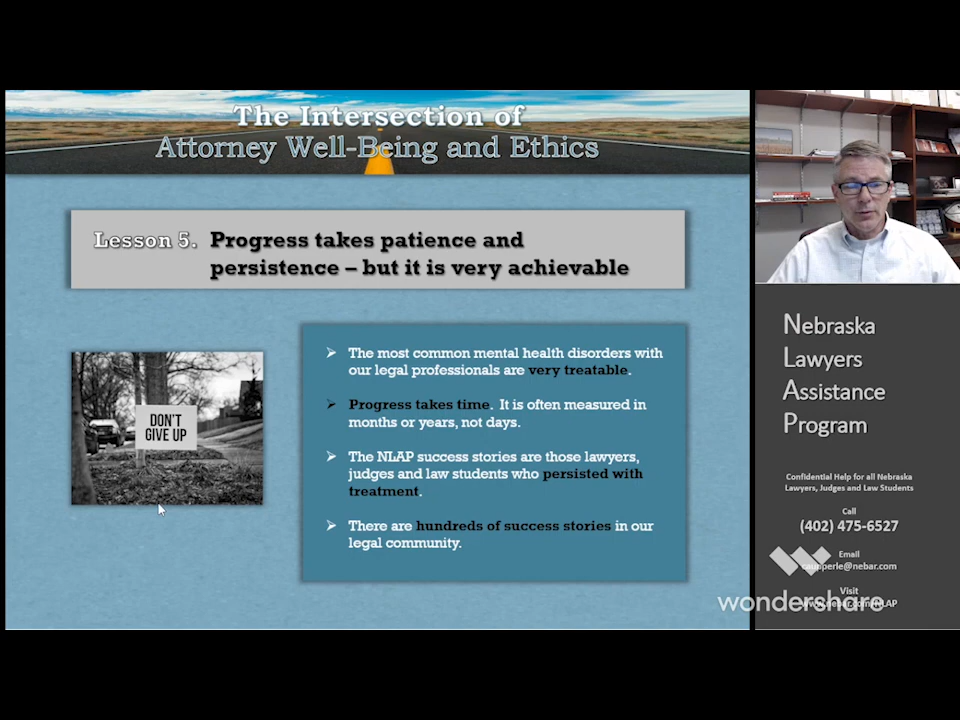 The Intersection of
Attorney Well-Being and Ethics
Lesson 5. Progress takes patience and
persistence – but it is very achievable
DON'T
GIVE UP
The most common mental health disorders with
our legal professionals are very treatable.
Progress takes time. It is often measured in
months or years, not days.
The NLAP success stories are those lawyers,
judges and law students who persisted with
treatment.
There are hundreds of success stories in our
legal community.
Nebraska
Lawyers
Assistance
Program
Confidential Help for all Nebraska
Lawyers, Judges and Law Students
Call
(402) 475-6527
Email
Visit
wondershare